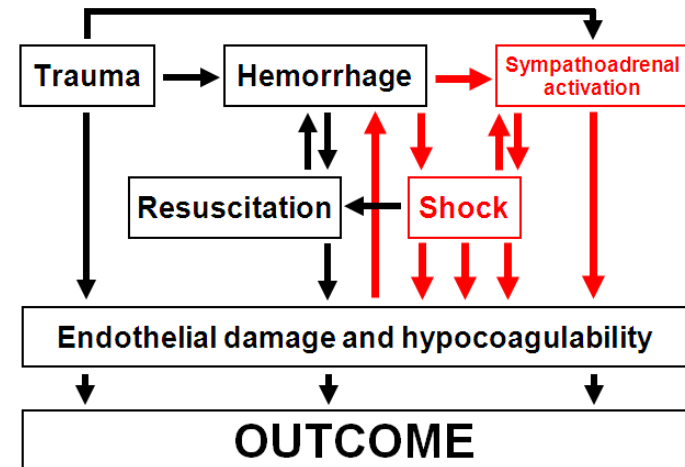 Trauma
Hemorrhage
Sympathoadrenal
activation
Resuscitation
Shock
Endothelial damage and hypocoagulability
OUTCOME